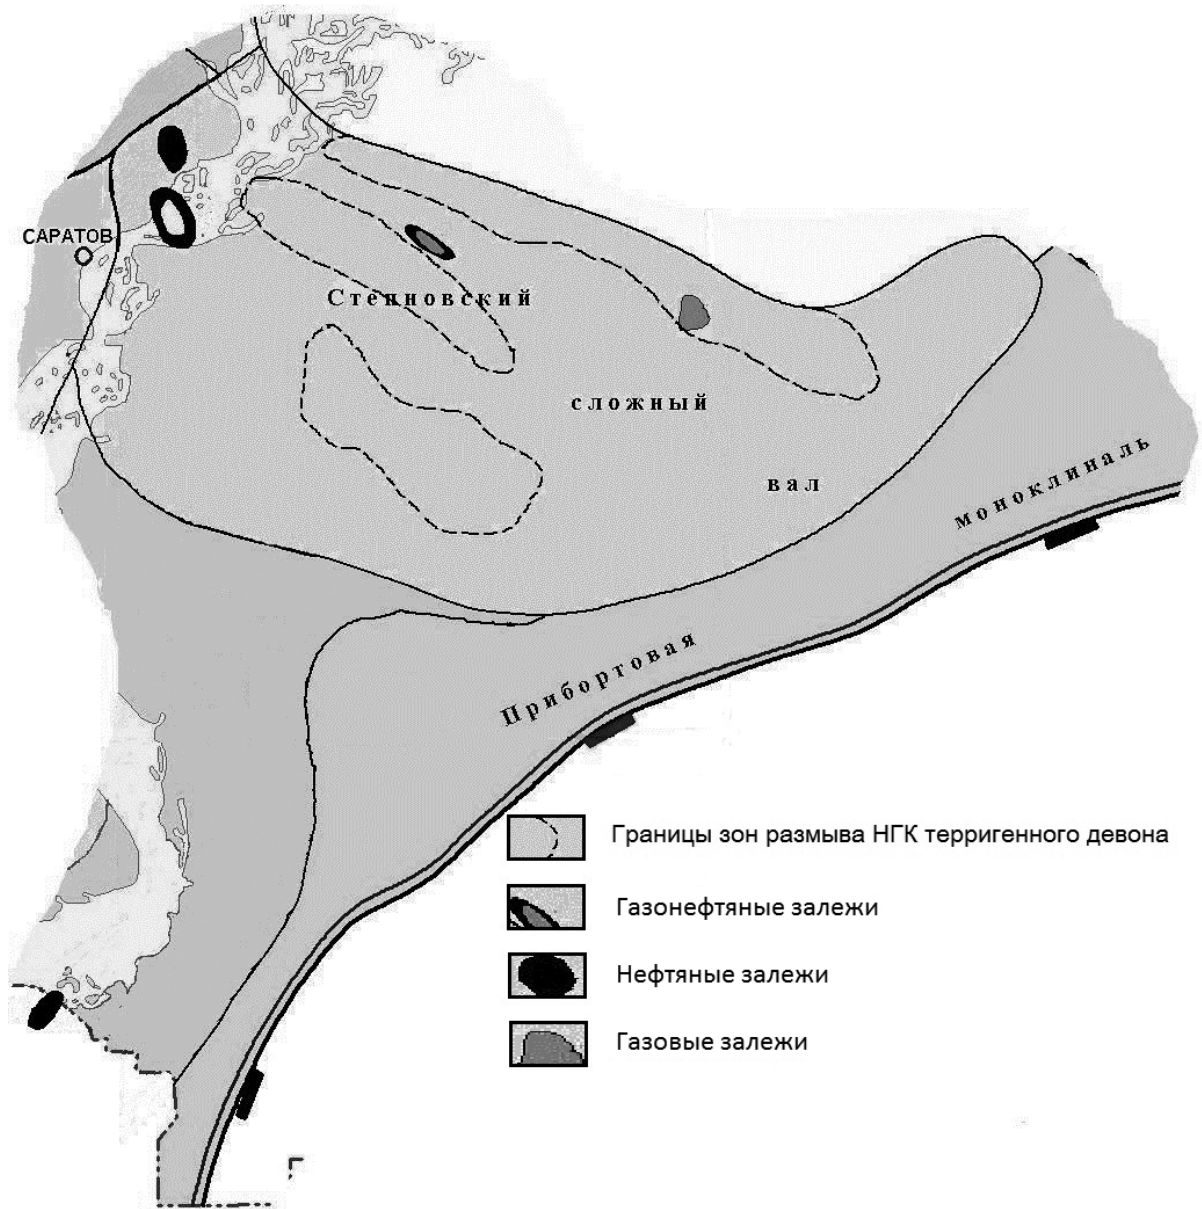 САРАТОВ
Степновский
сложный
вал
Прибортовая
моноклиналь
Границы зон размыва НГК терригенного девона
Газонефтяные залежи
Нефтяные залежи
Газовые залежи